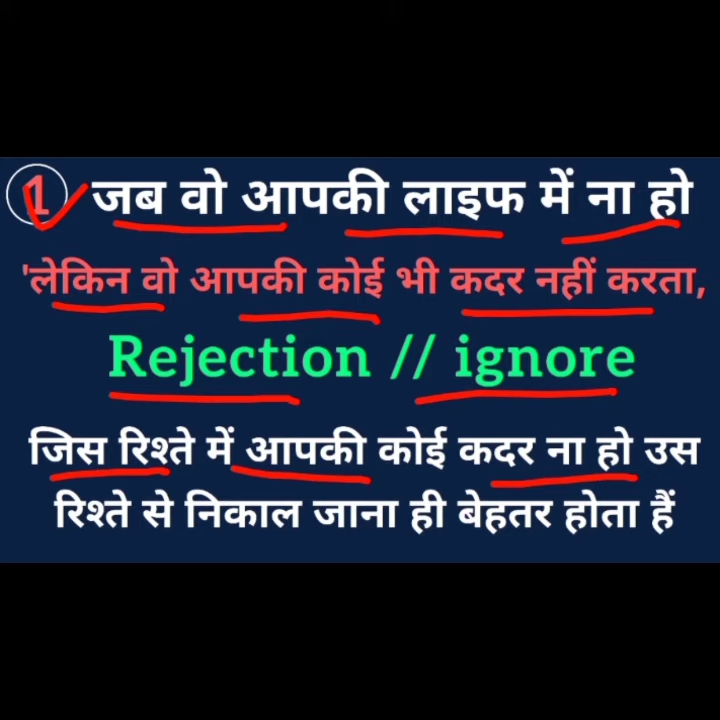 1 जब वो आपकी लाइफ में ना हो
'लेकिन वो आपकी कोई भी कदर नहीं करता,
Rejection // ignore
जिस रिश्ते में आपकी कोई कदर ना हो उस
रिश्ते से निकाल जाना ही बेहतर होता हैं